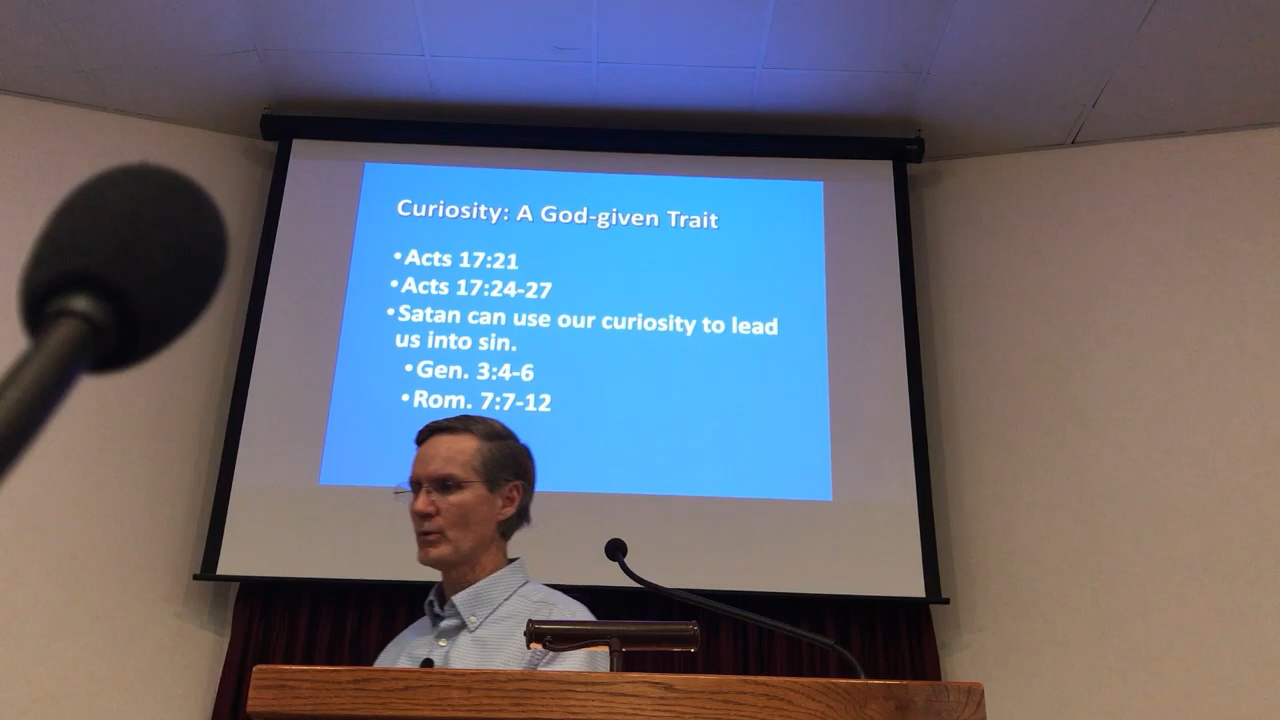 Curiosity: A God-given Trait
•Acts 17:21
•Acts 17:24-27
•Satan can use our curiosity to lead
us into sin.
•Gen. 3:4-6
•Rom. 7:7-12